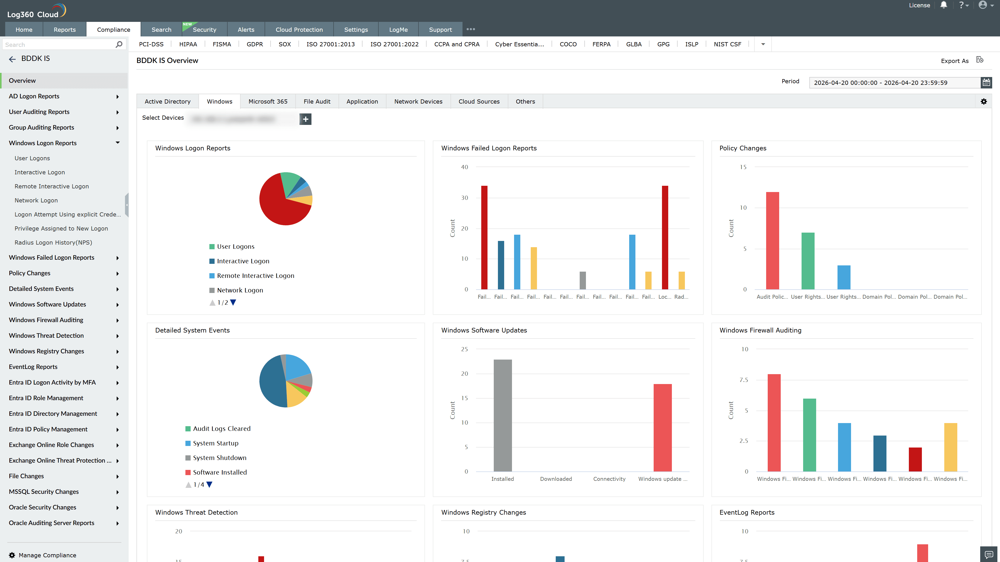 Log360 Cloud
License
?
Home Reports Compliance Search NEW Security Alerts Cloud Protection Settings LogMe Support
Search
PCI-DSS HIPAA FISMA GDPR SOX ISO 27001:2013 ISO 27001:2022 CCPA and CPRA Cyber Essentia... COCO FERPA GLBA GPG ISLP NIST CSF
BDDK IS
Overview
AD Logon Reports
User Auditing Reports
Group Auditing Reports
Windows Logon Reports
User Logons
Interactive Logon
Remote Interactive Logon
Network Logon
Logon Attempt Using explicit Crede...
Privilege Assigned to New Logon
Radius Logon History(NPS)
Windows Failed Logon Reports
Policy Changes
Detailed System Events
Windows Software Updates
Windows Firewall Auditing
Windows Threat Detection
Windows Registry Changes
EventLog Reports
Entra ID Logon Activity by MFA
Entra ID Role Management
Entra ID Directory Management
Entra ID Policy Management
Exchange Online Role Changes
Exchange Online Threat Protection ...
File Changes
MSSQL Security Changes
Oracle Security Changes
Oracle Auditing Server Reports
Manage Compliance
BDDK IS Overview
Export As
Period 2026-04-20 00:00:00 - 2026-04-20 23:59:59
Active Directory Windows Microsoft 365 File Audit Application Network Devices Cloud Sources Others
Select Devices
Windows Logon Reports
User Logons
Interactive Logon
Remote Interactive Logon
Network Logon
1/2
Windows Failed Logon Reports
Count
40
30
20
10
0
Fail... Fail... Fail... Fail... Fail... Fail... Fail... Fail... Fail... Fail... Fail... Loc... Rad...
Policy Changes
Count
15
10
5
0
Audit Polic... User Rights... User Rights... Domain Pol... Domain Pol... Domain Pol...
Detailed System Events
Audit Logs Cleared
System Startup
System Shutdown
Software Installed
1/4
Windows Software Updates
Count
25
20
15
10
5
0
Installed Downloaded Connectivity Windows update ...
Windows Firewall Auditing
Count
10
7.5
5
2.5
0
Windows Fi... Windows Fi... Windows Fi... Windows Fi... Windows Fi... Windows Fi...
Windows Threat Detection
20
15
Windows Registry Changes
10
7.5
EventLog Reports
10
7.5